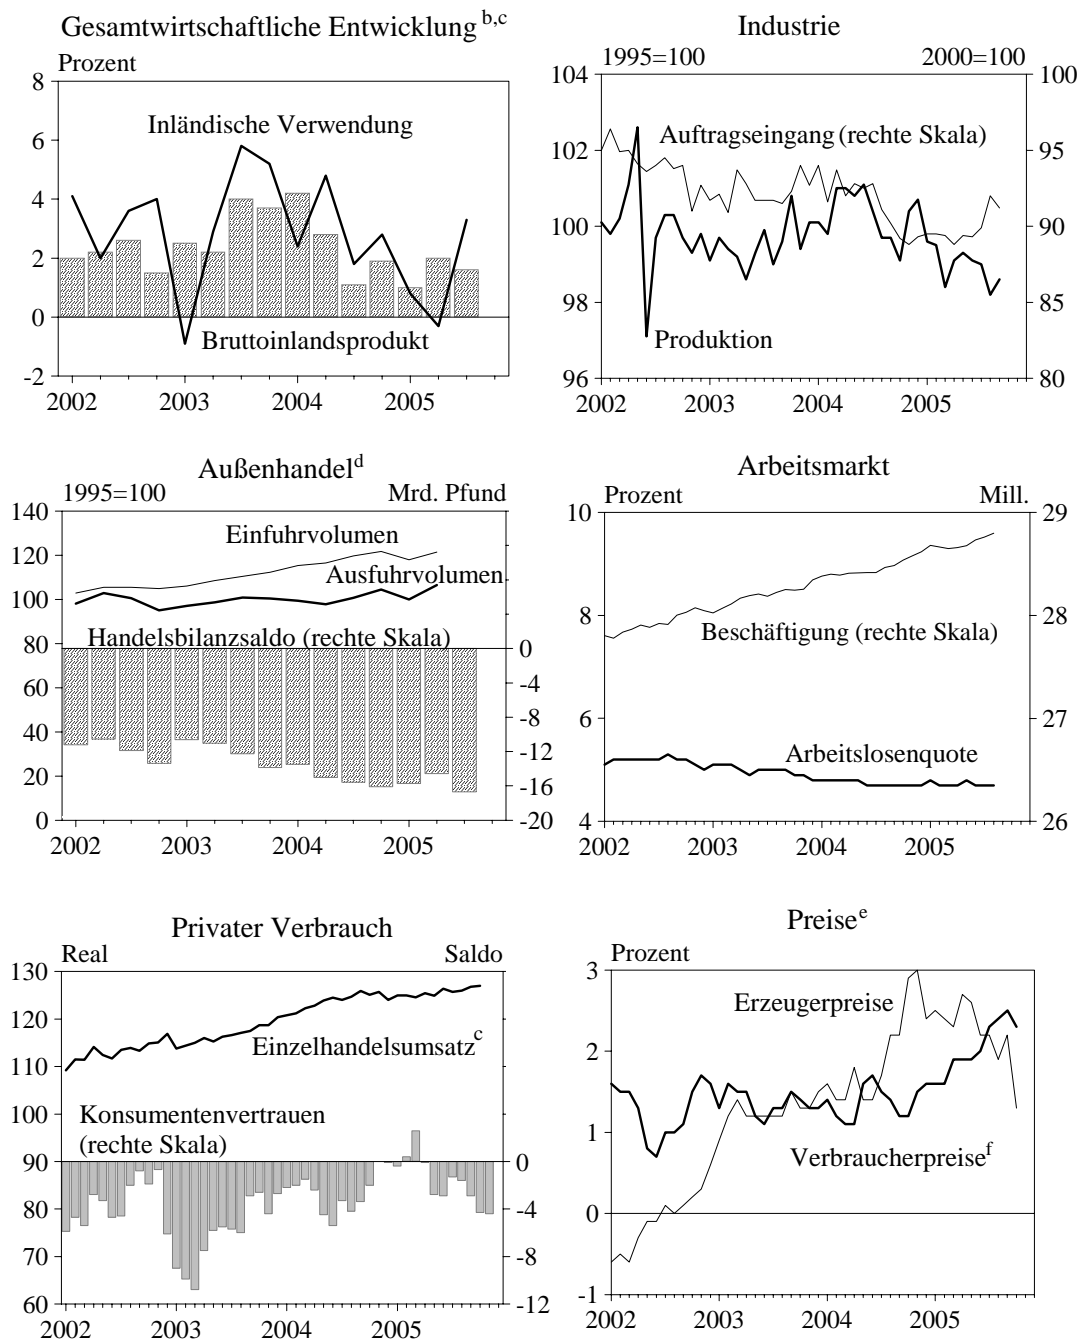 Gesamtwirtschaftliche Entwicklung b,c
Prozent
8
6
4
2
0
-2
Inländische Verwendung
Bruttoinlandsprodukt
2002 2003 2004 2005
Industrie
1995=100 2000=100
104
102
100
98
96
100
95
90
85
80
Auftragseingang (rechte Skala)
Produktion
2002 2003 2004 2005
Außenhandel d
1995=100 Mrd. Pfund
140
120
100
80
60
40
20
0
0
-4
-8
-12
-16
-20
Einfuhrvolumen
Ausfuhrvolumen
Handelsbilanzsaldo (rechte Skala)
2002 2003 2004 2005
Arbeitsmarkt
Prozent Mill.
10
8
6
4
29
28
27
26
Beschäftigung (rechte Skala)
Arbeitslosenquote
2002 2003 2004 2005
Privater Verbrauch
Real Saldo
130
120
110
100
90
80
70
60
0
-4
-8
-12
Einzelhandelsumsatz c
Konsumentenvertrauen
(rechte Skala)
2002 2003 2004 2005
Preise e
Prozent
3
2
1
0
-1
Erzeugerpreise
Verbraucherpreise f
2002 2003 2004 2005